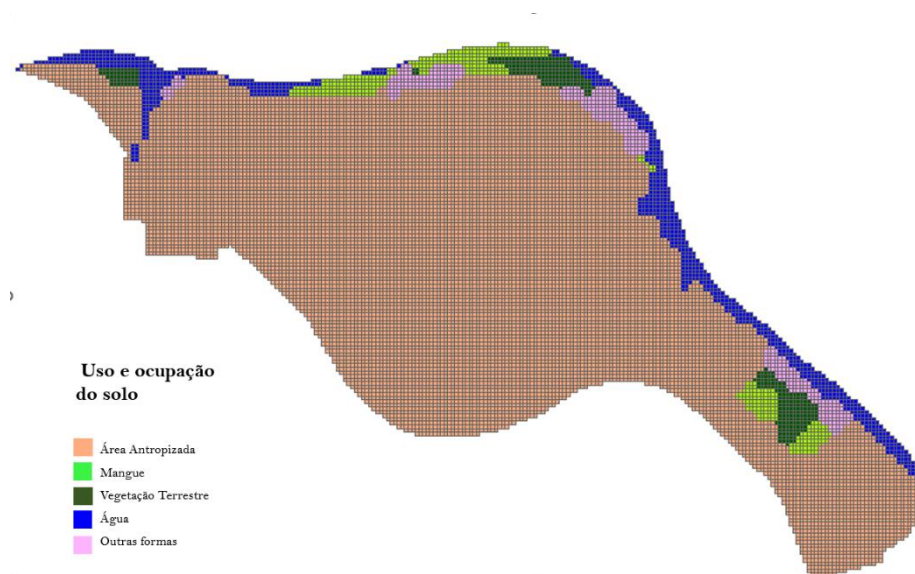 Uso e ocupação
do solo
Área Antropizada
Mangue
Vegetação Terrestre
Água
Outras formas